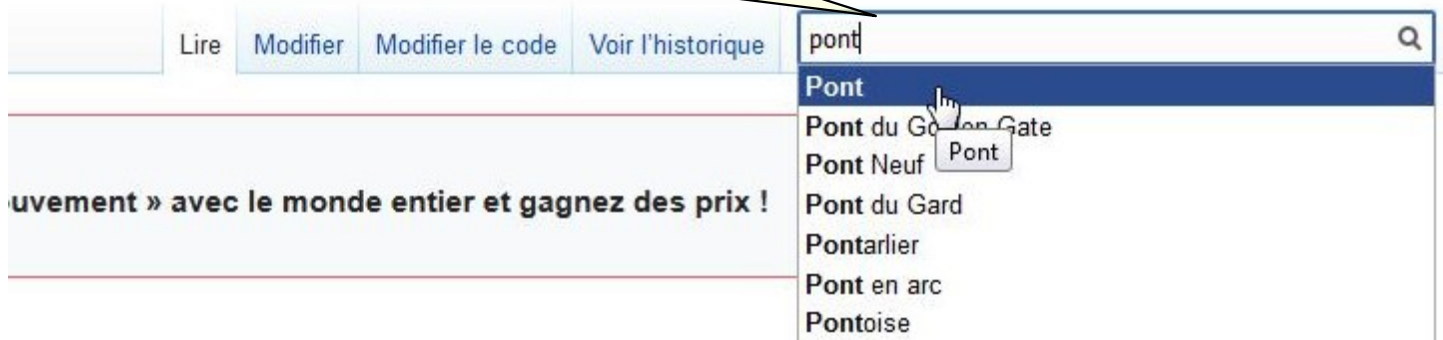 Lire Modifier Modifier le code Voir l'historique pont
Pont
Pont du Golden Gate
Pont Neuf
Pont
Pont du Gard
uvement » avec le monde entier et gagnez des prix !
Pontarlier
Pont en arc
Pontoise